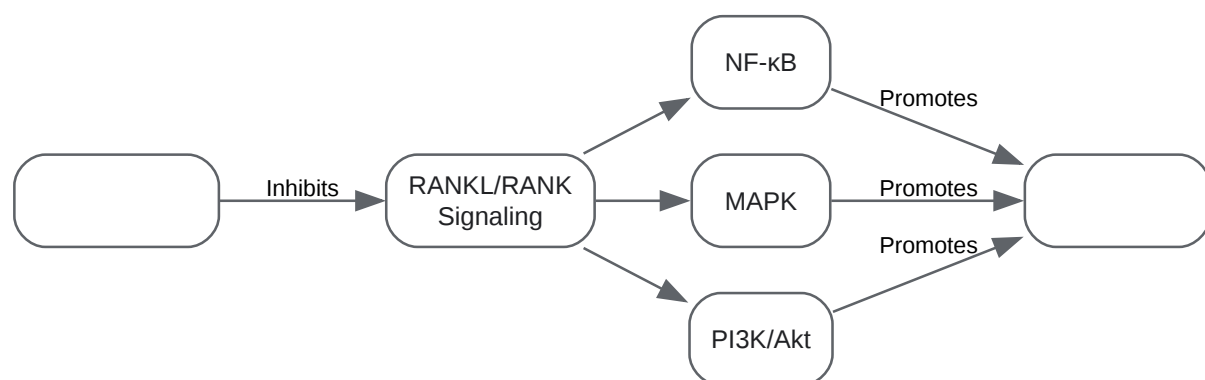 NF-κB
Promotes
Inhibits
RANKL/RANK
Signaling
MAPK
Promotes
Promotes
PI3K/Akt